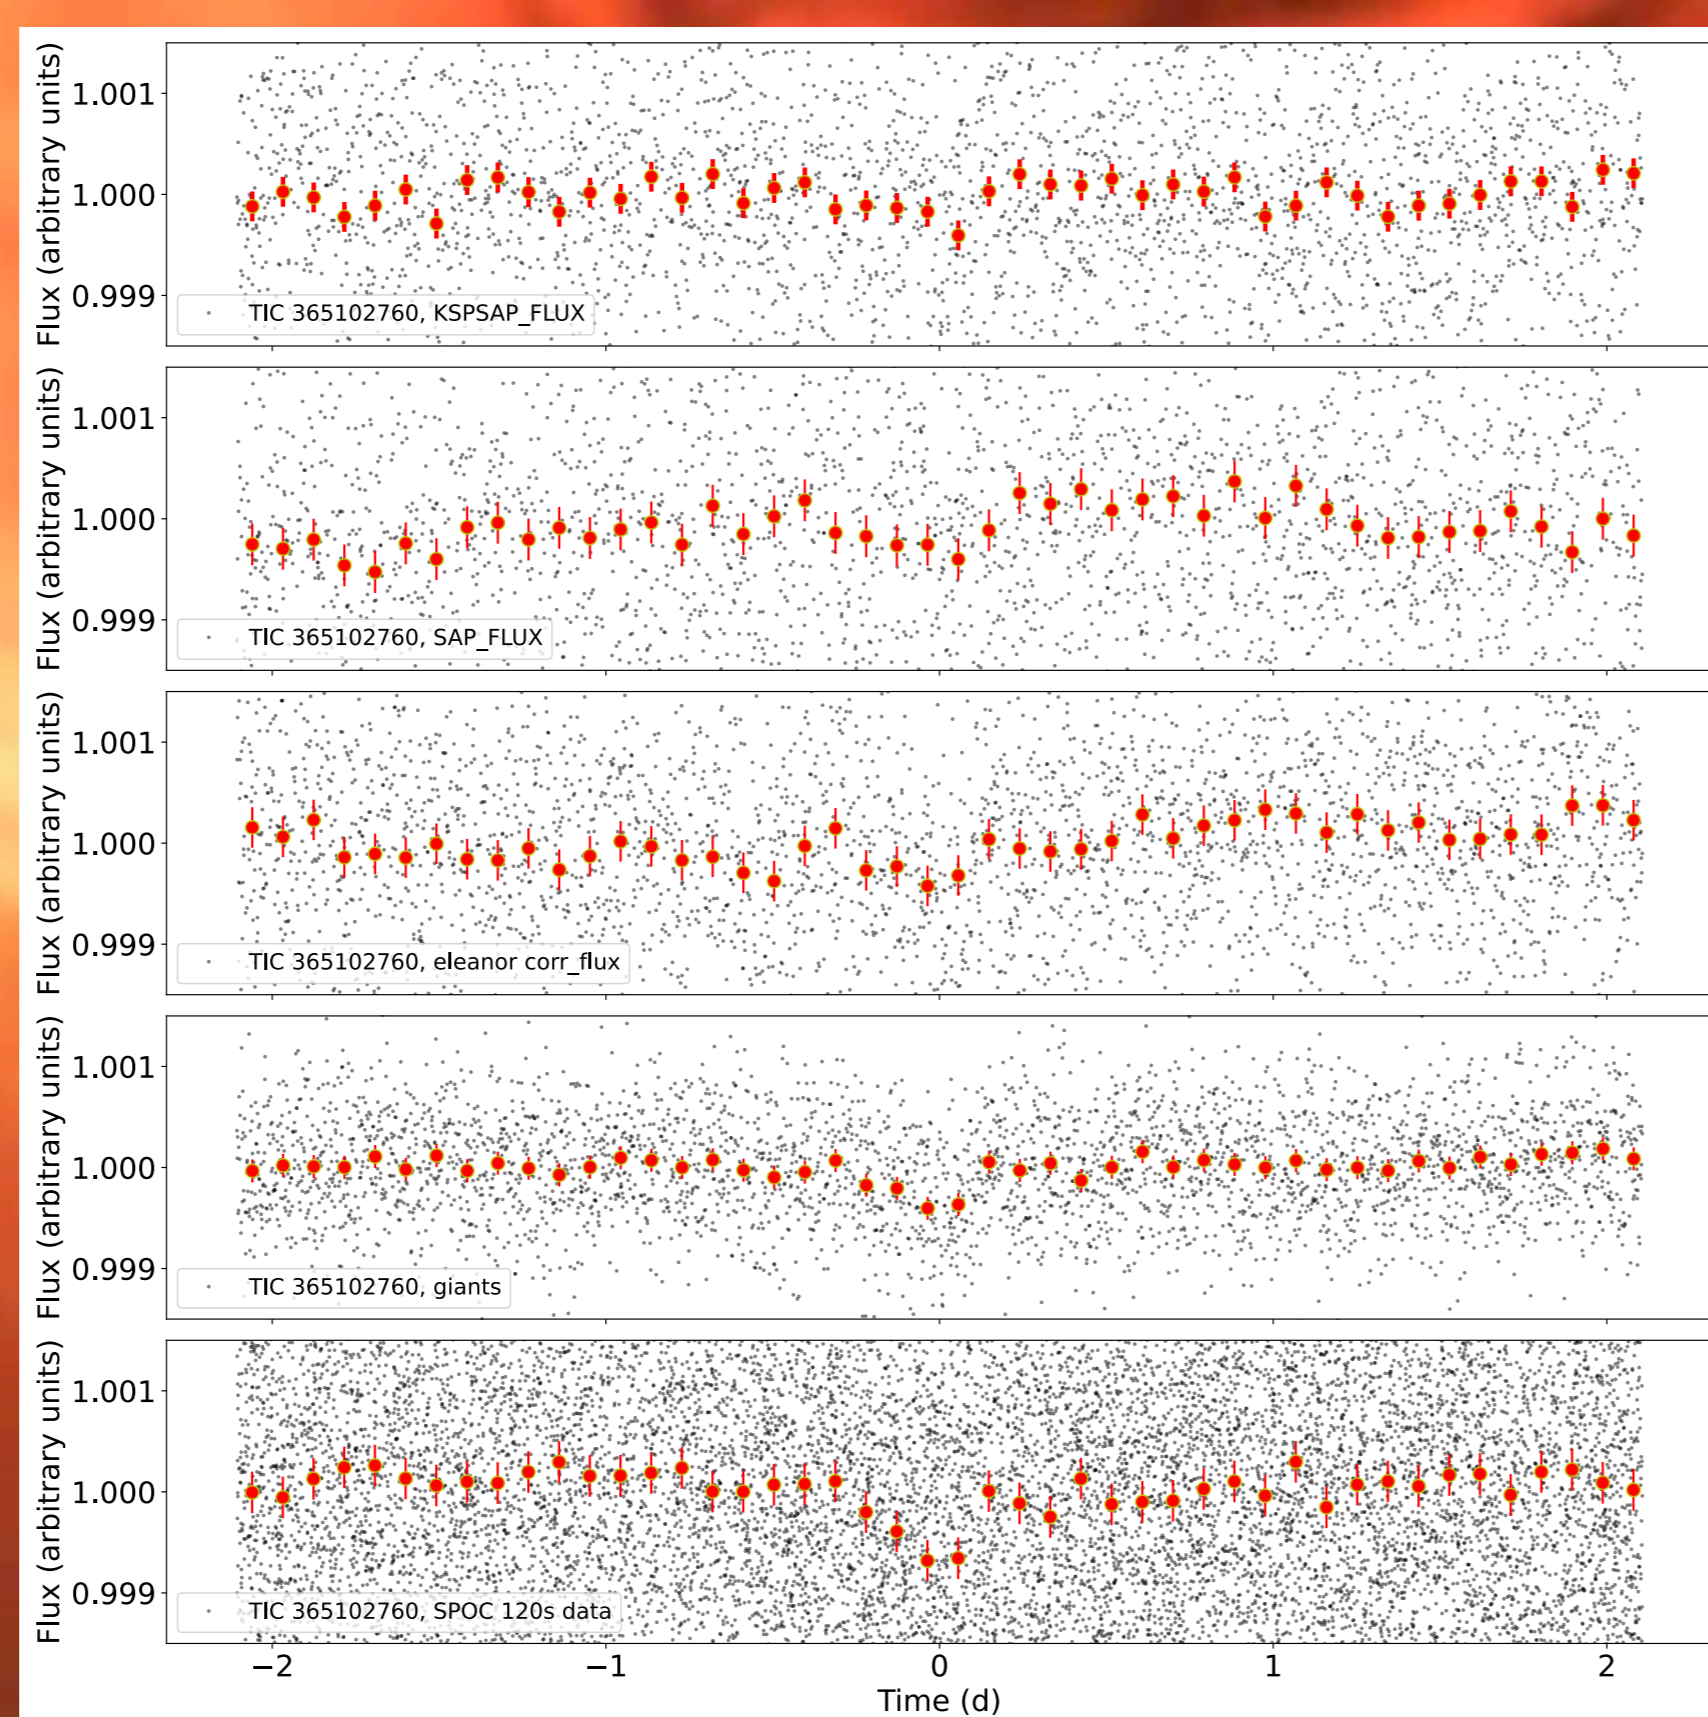 Flux (arbitrary units)
1.001
1.000
0.999
TIC 365102760, KSPSAP_FLUX
Flux (arbitrary units)
1.001
1.000
0.999
TIC 365102760, SAP_FLUX
Flux (arbitrary units)
1.001
1.000
0.999
TIC 365102760, eleanor corr_flux
Flux (arbitrary units)
1.001
1.000
0.999
TIC 365102760, giants
Flux (arbitrary units)
1.001
1.000
0.999
TIC 365102760, SPOC 120s data
−2 −1 0 1 2
Time (d)